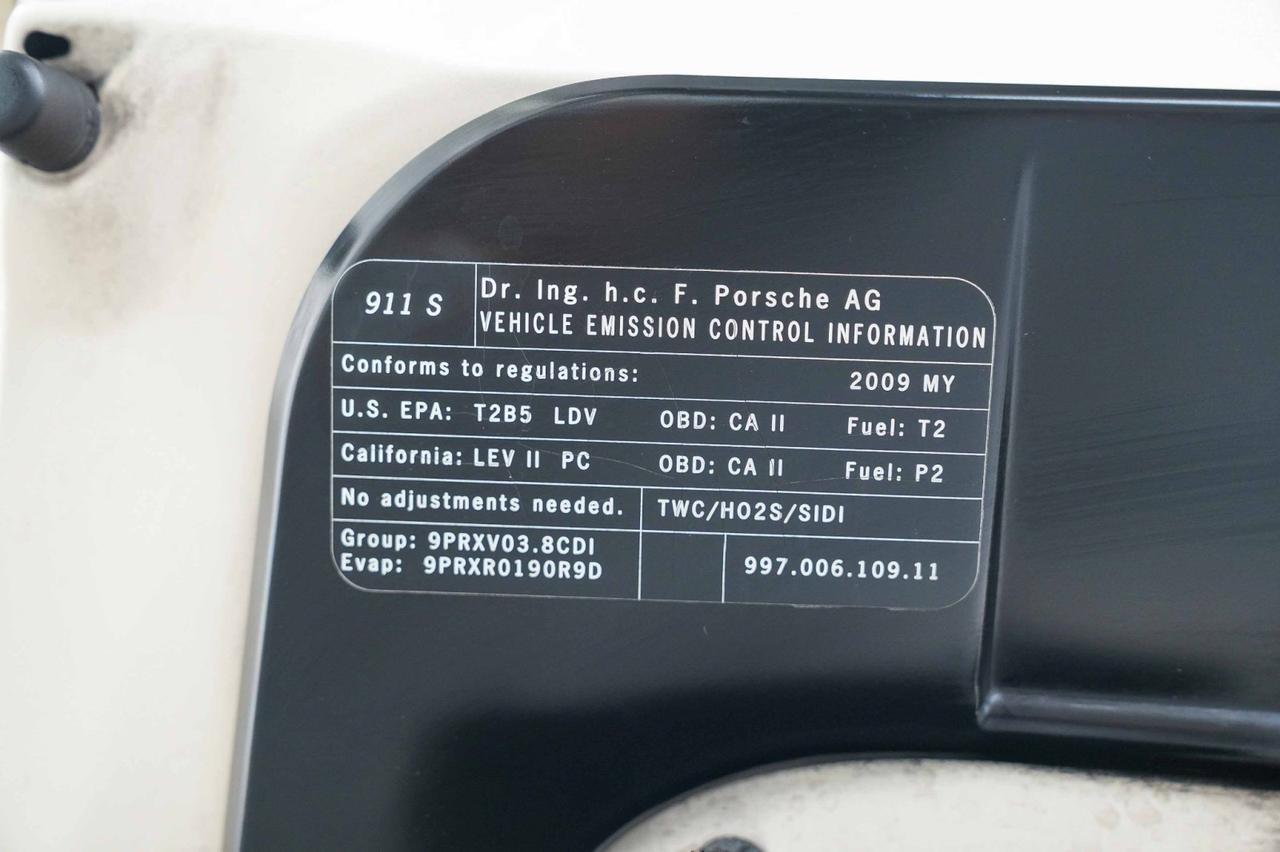 911 S
Dr. Ing. h.c. F. Porsche AG
VEHICLE EMISSION CONTROL INFORMATION
Conforms to regulations: 2009 MY
U.S. EPA: T2B5 LDV OBD: CA II Fuel: T2
California: LEV II PC OBD: CA II Fuel: P2
No adjustments needed. TWC/HO2S/SIDI
Group: 9PRXV03.8CDI
Evap: 9PRXR0190R9D
997.006.109.11